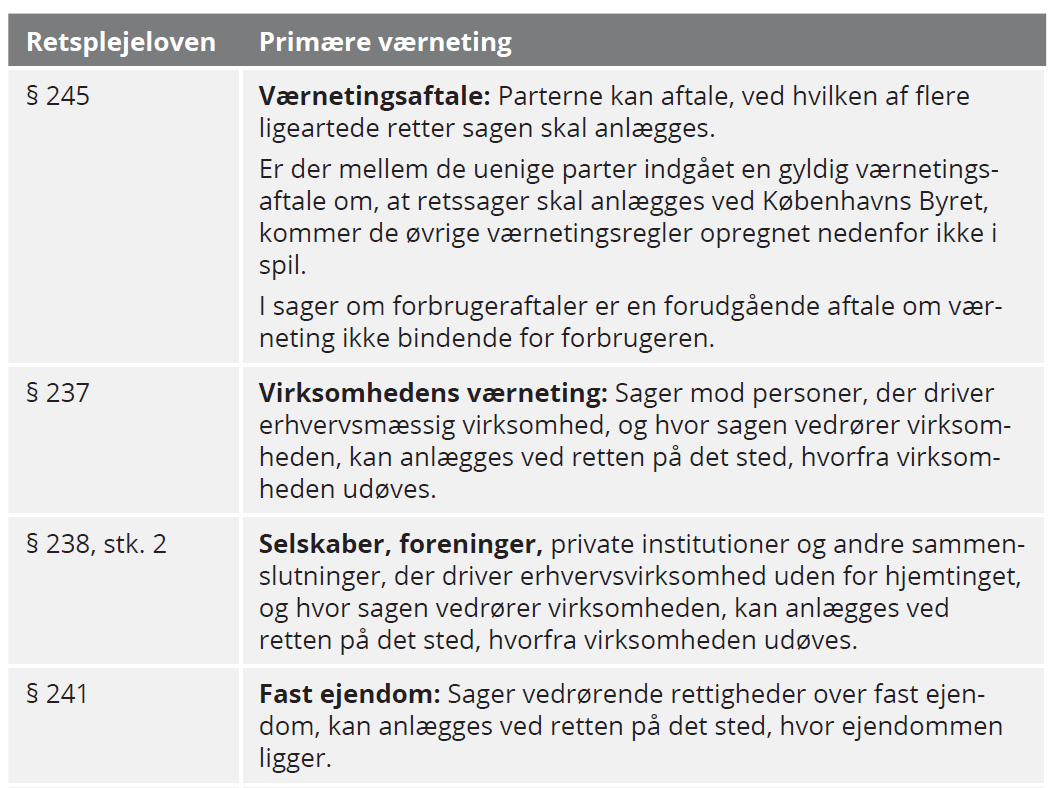 Retsplejeloven Primære værneting
§ 245 Værnetingsaftale: Parterne kan aftale, ved hvilken af flere
ligeartede retter sagen skal anlægges.
Er der mellem de uenige parter indgået en gyldig værnetings-
aftale om, at retssager skal anlægges ved Københavns Byret,
kommer de øvrige værnetingsregler opregnet nedenfor ikke i
spil.
I sager om forbrugeraftaler er en forudgående aftale om vær-
neting ikke bindende for forbrugeren.
§ 237 Virksomhedens værneting: Sager mod personer, der driver
erhvervsmæssig virksomhed, og hvor sagen vedrører virksom-
heden, kan anlægges ved retten på det sted, hvorfra virksom-
heden udøves.
§ 238, stk. 2 Selskaber, foreninger, private institutioner og andre sammen-
slutninger, der driver erhvervsvirksomhed uden for hjemtinget,
og hvor sagen vedrører virksomheden, kan anlægges ved
retten på det sted, hvorfra virksomheden udøves.
§ 241 Fast ejendom: Sager vedrørende rettigheder over fast ejen-
dom, kan anlægges ved retten på det sted, hvor ejendommen
ligger.